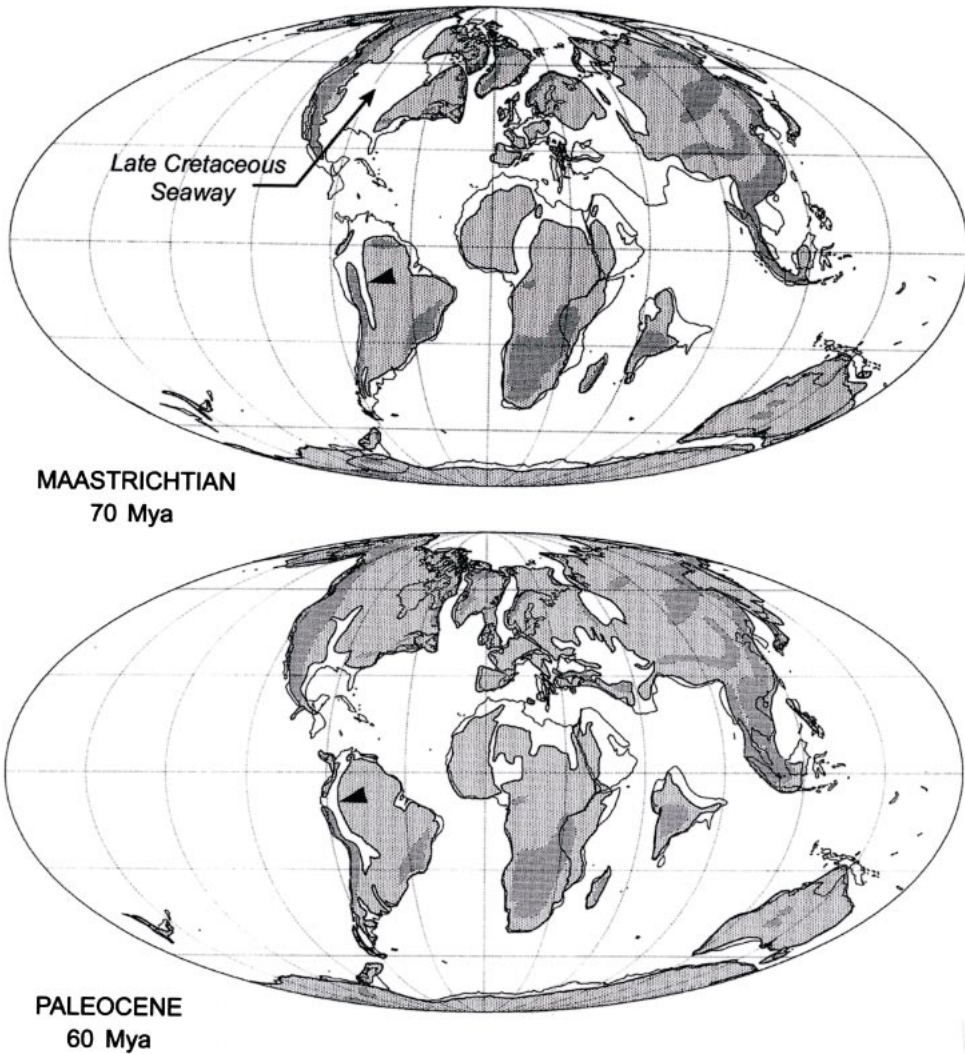 Late Cretaceous
Seaway
MAASTRICHTIAN
70 Mya
PALEOCENE
60 Mya